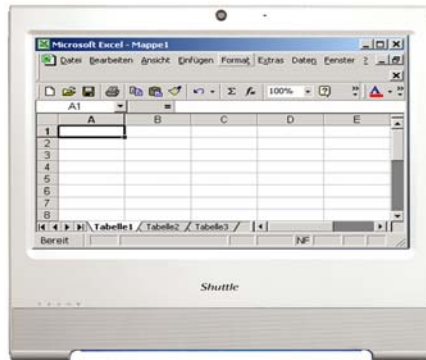 Microsoft Excel - Mappe1
Datei Bearbeiten Ansicht Einfügen Format Extras Daten Fenster ?
100%
A1 =
A B C D E
1
2
3
4
5
6
7
8
Tabelle1 Tabelle2 Tabelle3
Bereit NF
Shuttle